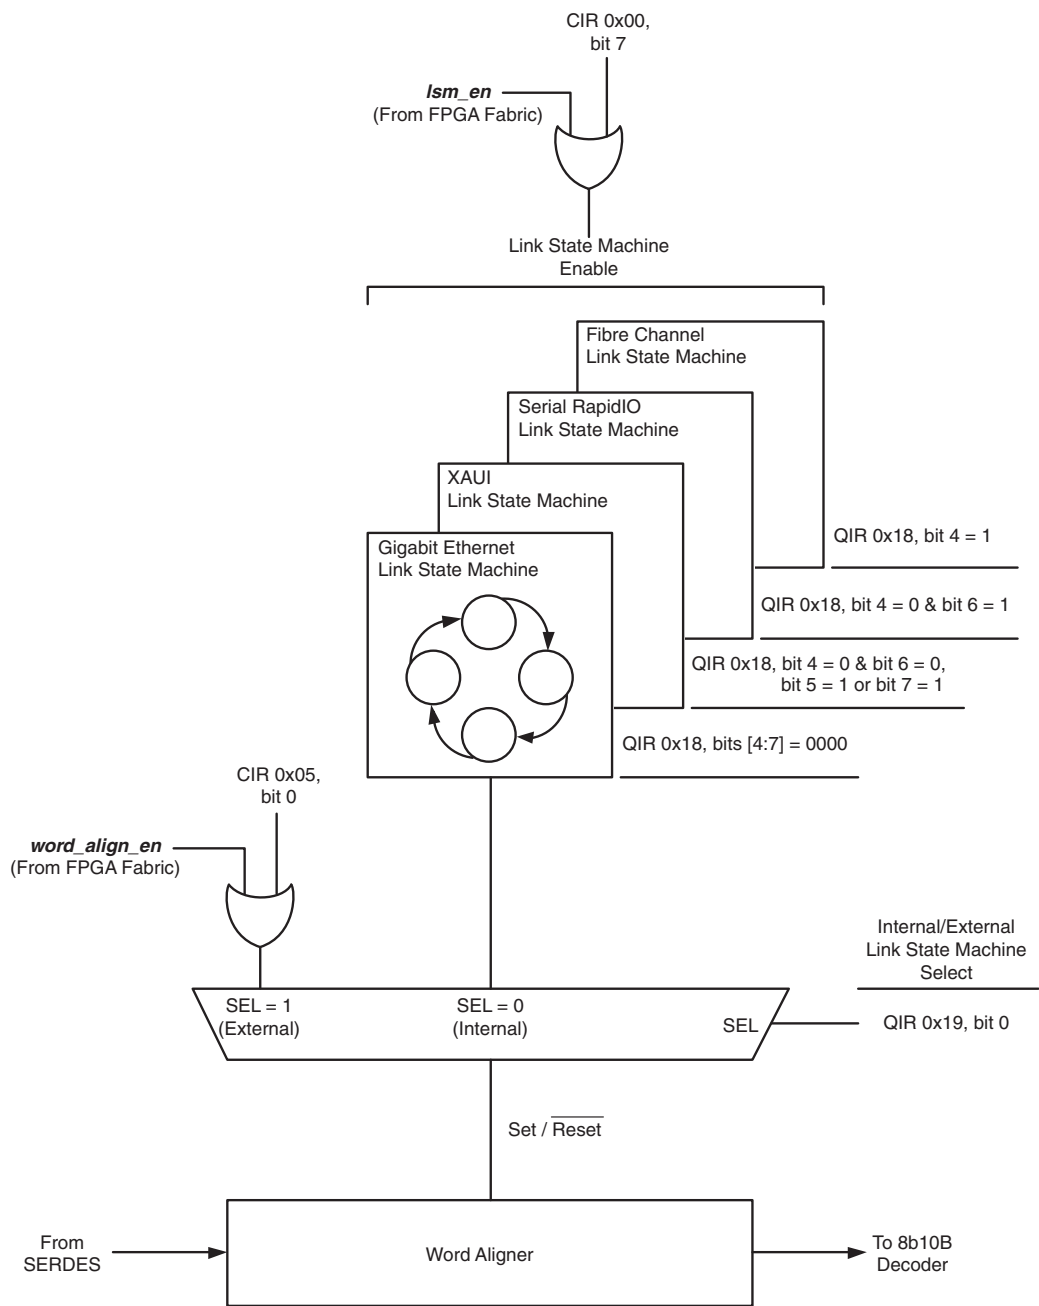 CIR 0x00,
bit 7
lsm_en
(From FPGA Fabric)
Link State Machine
Enable
Fibre Channel
Link State Machine
Serial RapidIO
Link State Machine
XAUI
Link State Machine
QIR 0x18, bit 4 = 1
Gigabit Ethernet
Link State Machine
QIR 0x18, bit 4 = 0 & bit 6 = 1
QIR 0x18, bit 4 = 0 & bit 6 = 0,
bit 5 = 1 or bit 7 = 1
QIR 0x18, bits [4:7] = 0000
CIR 0x05,
bit 0
word_align_en
(From FPGA Fabric)
Internal/External
Link State Machine
Select
SEL = 1
(External)
SEL = 0
(Internal)
SEL
QIR 0x19, bit 0
Set / Reset
From
SERDES
Word Aligner
To 8b10B
Decoder